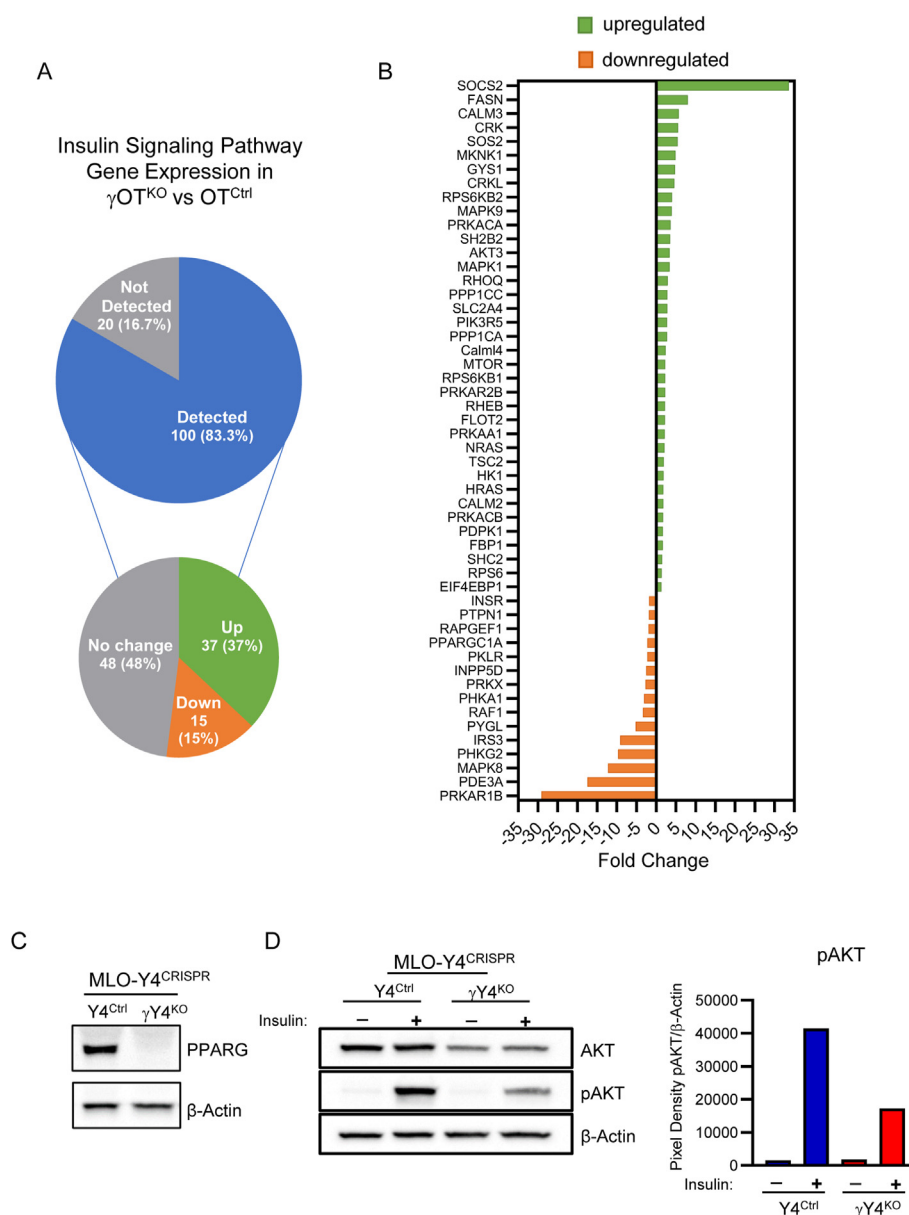 upregulated
downregulated
A
B
Insulin Signaling Pathway
Gene Expression in
γOTKO vs OTCtrl
Not
Detected
20 (16.7%)
Detected
100 (83.3%)
No change
48 (48%)
Up
37 (37%)
Down
15
(15%)
SOCS2
FASN
CALM3
CRK
SOS2
MKNK1
GYS1
CRKL
RPS6KB2
MAPK9
PRKACA
SH2B2
AKT3
MAPK1
RHOQ
PPP1CC
SLC2A4
PIK3R5
PPP1CA
Calml4
MTOR
RPS6KB1
PRKAR2B
RHEB
FLOT2
PRKAA1
NRAS
TSC2
HK1
HRAS
CALM2
PRKACB
PDPK1
FBP1
SHC2
RPS6
EIF4EBP1
INSR
PTPN1
RAPGEF1
PPARGC1A
PKLR
INPP5D
PRKX
PHKA1
RAF1
PYGL
IRS3
PHKG2
MAPK8
PDE3A
PRKAR1B
-35 -30 -25 -20 -15 -10 -5 0 5 10 15 20 25 30 35
Fold Change
C
MLO-Y4CRISPR
Y4Ctrl γY4KO
PPARG
β-Actin
D
MLO-Y4CRISPR
Y4Ctrl γY4KO
Insulin: − + − +
AKT
pAKT
β-Actin
pAKT
Pixel Density pAKT/β-Actin
50000
40000
30000
20000
10000
0
Insulin: − + − +
Y4Ctrl γY4KO